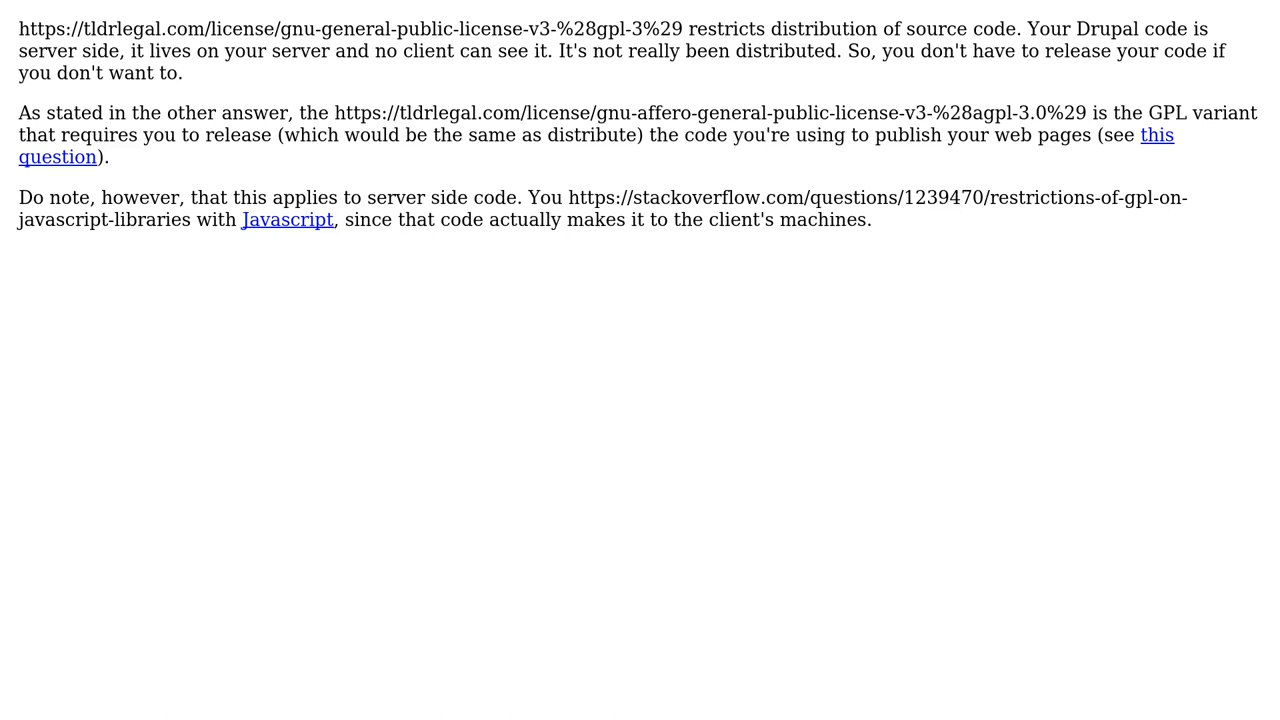 https://tldrlegal.com/license/gnu-general-public-license-v3-%28gpl-3%29 restricts distribution of source code. Your Drupal code is
server side, it lives on your server and no client can see it. It's not really been distributed. So, you don't have to release your code if
you don't want to.
As stated in the other answer, the https://tldrlegal.com/license/gnu-affero-general-public-license-v3-%28agpl-3.0%29 is the GPL variant
that requires you to release (which would be the same as distribute) the code you're using to publish your web pages (see this
question).
Do note, however, that this applies to server side code. You https://stackoverflow.com/questions/1239470/restrictions-of-gpl-on-
javascript-libraries with Javascript, since that code actually makes it to the client's machines.